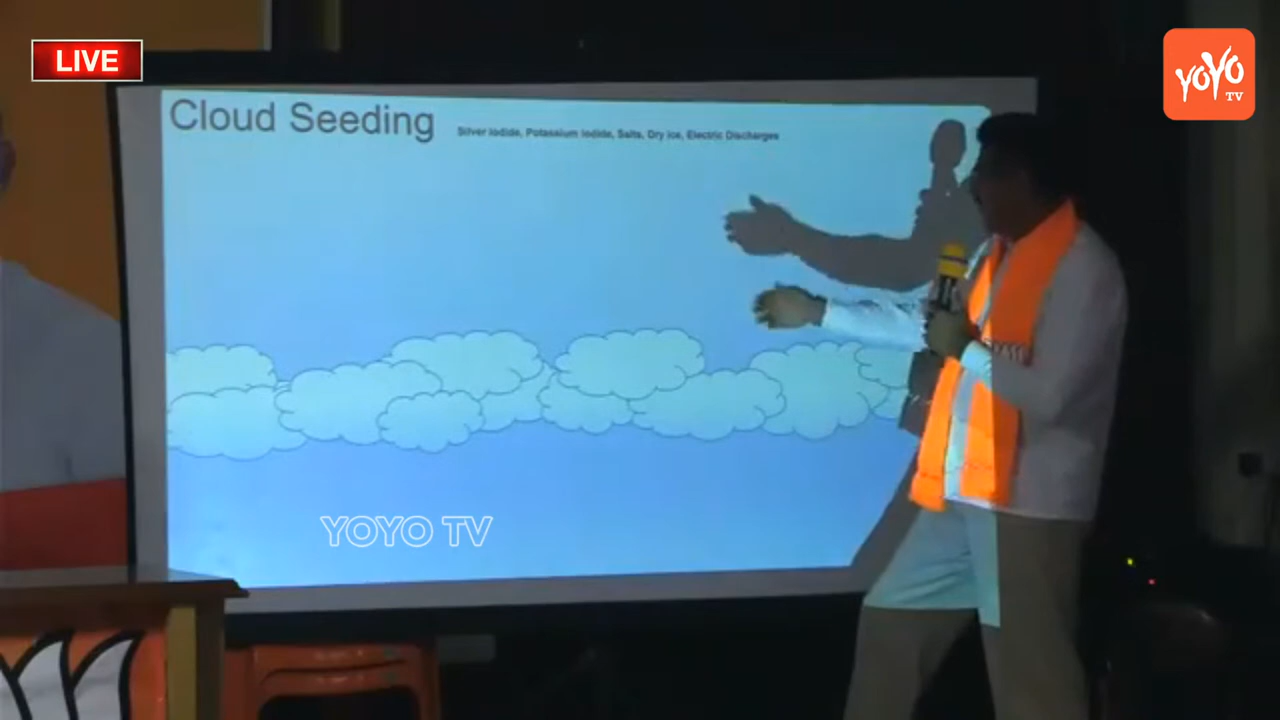 LIVE
YOYO
TV
Cloud Seeding
Silver Iodide, Potassium Iodide, Salts, Dry ice, Electric Discharges
YOYO TV